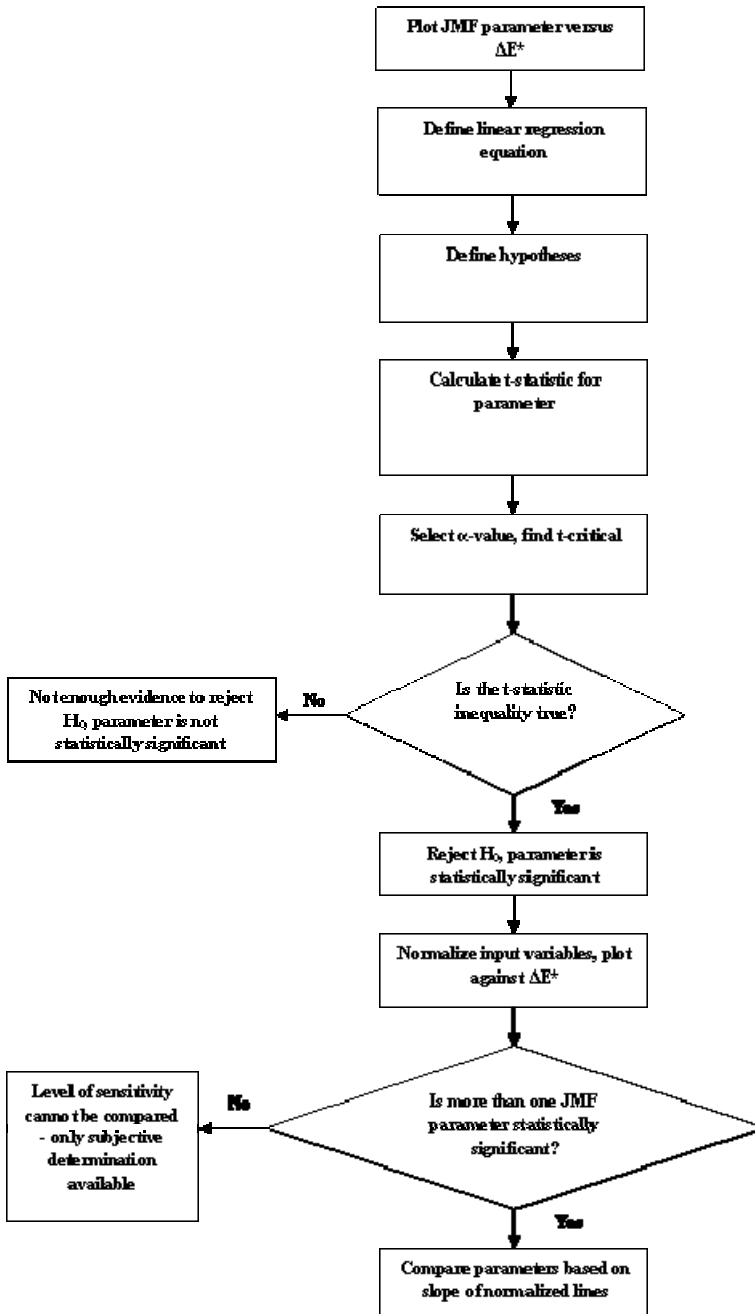 Plot JMF parameter versus
ΔE*
Define linear regression
equation
Define hypotheses
Calculate t-statistic for
parameter
Select α-value, find t-critical
Is the t-statistic
inequality true?
No
Not enough evidence to reject
H₀, parameter is not
statistically significant
Yes
Reject H₀, parameter is
statistically significant
Normalize input variables, plot
against ΔE*
Is more than one JMF
parameter statistically
significant?
No
Level of sensitivity
cannot be compared
- only subjective
determination
available
Yes
Compare parameters based on
slope of normalized lines